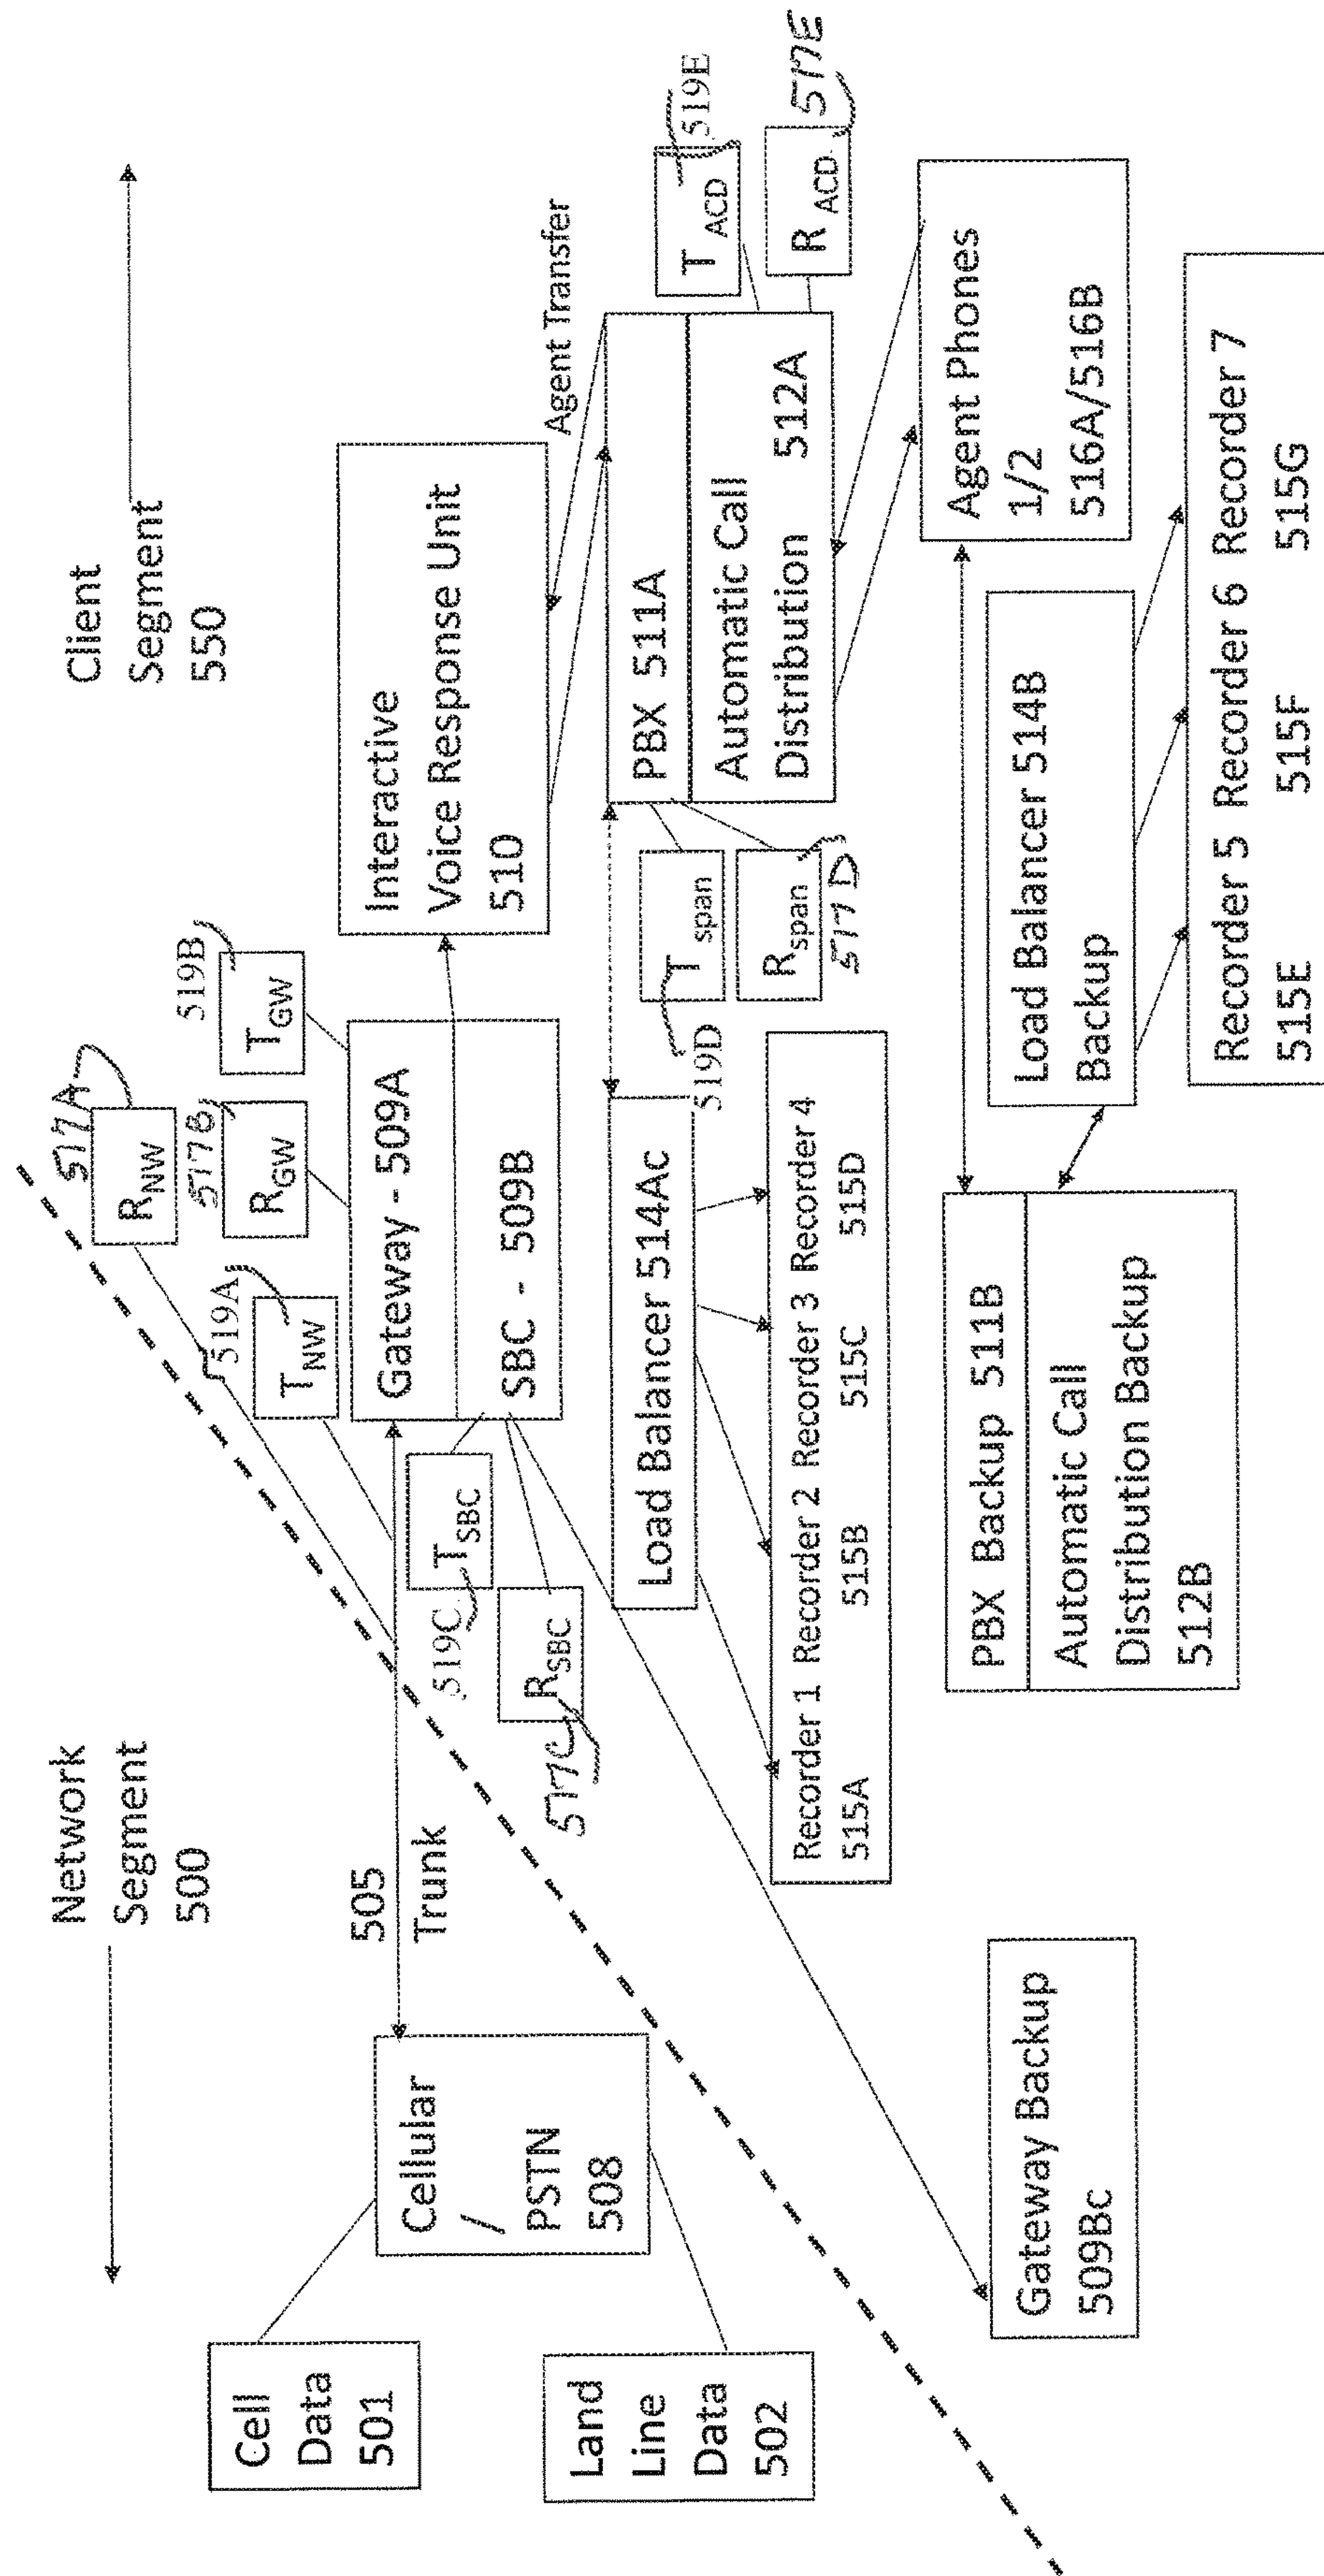 Network
Segment
500
Client
Segment
550
Cell
Data
501
Land
Line
Data
502
Cellular
/
PSTN
508
505
Trunk
517A
R NW
517B
R GW
519B
T GW
519A
T NW
Gateway - 509A
SBC - 509B
519C
T SBC
517C
R SBC
Interactive
Voice Response Unit
510
Agent Transfer
PBX 511A
Automatic Call
Distribution 512A
T ACD
519E
R ACD
517E
T span
519D
R span
517D
Load Balancer 514Ac
Recorder 1 Recorder 2 Recorder 3 Recorder 4
515A 515B 515C 515D
Agent Phones
1/2
516A/516B
Gateway Backup
509Bc
PBX Backup 511B
Automatic Call
Distribution Backup
512B
Load Balancer 514B
Backup
Recorder 5 Recorder 6 Recorder 7
515E 515F 515G